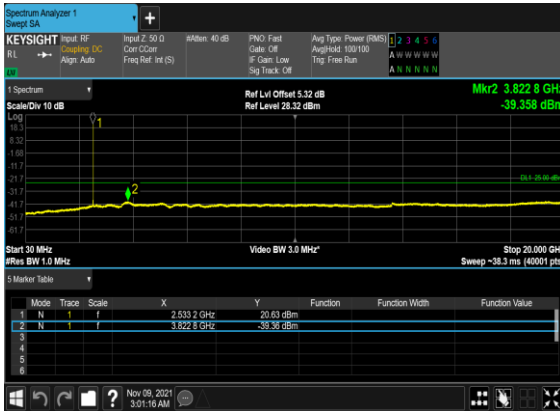 Spectrum Analyzer 1
Swept SA
+
KEYSIGHT Input: RF Input Z: 50 Ω #Atten: 40 dB PNO: Fast Avg Type: Power (RMS) 1 2 3 4 5 6
RL Coupling: DC Corr CCorr Gate: Off Avg|Hold: 100/100 A W W W W W
Align: Auto Freq Ref: Int (S) IF Gain: Low Trig: Free Run
Sig Track: Off A N N N N N
1 Spectrum
Ref Lvl Offset 5.32 dB Mkr2 3.822 8 GHz
Scale/Div 10 dB Ref Level 28.32 dBm -39.358 dBm
Log
18.3
8.32
-1.68
-11.7
-21.7
-31.7
-41.7
-51.7
-61.7
1
2
DL1 -25.00 dBm
Start 30 MHz Video BW 3.0 MHz* Stop 20.000 GHz
#Res BW 1.0 MHz Sweep ~38.3 ms (40001 pts)
5 Marker Table
Mode Trace Scale X Y Function Function Width Function Value
1 N 1 f 2.533 2 GHz 20.63 dBm
2 N 1 f 3.822 8 GHz -39.36 dBm
3
4
5
6
? Nov 09, 2021
3:01:16 AM